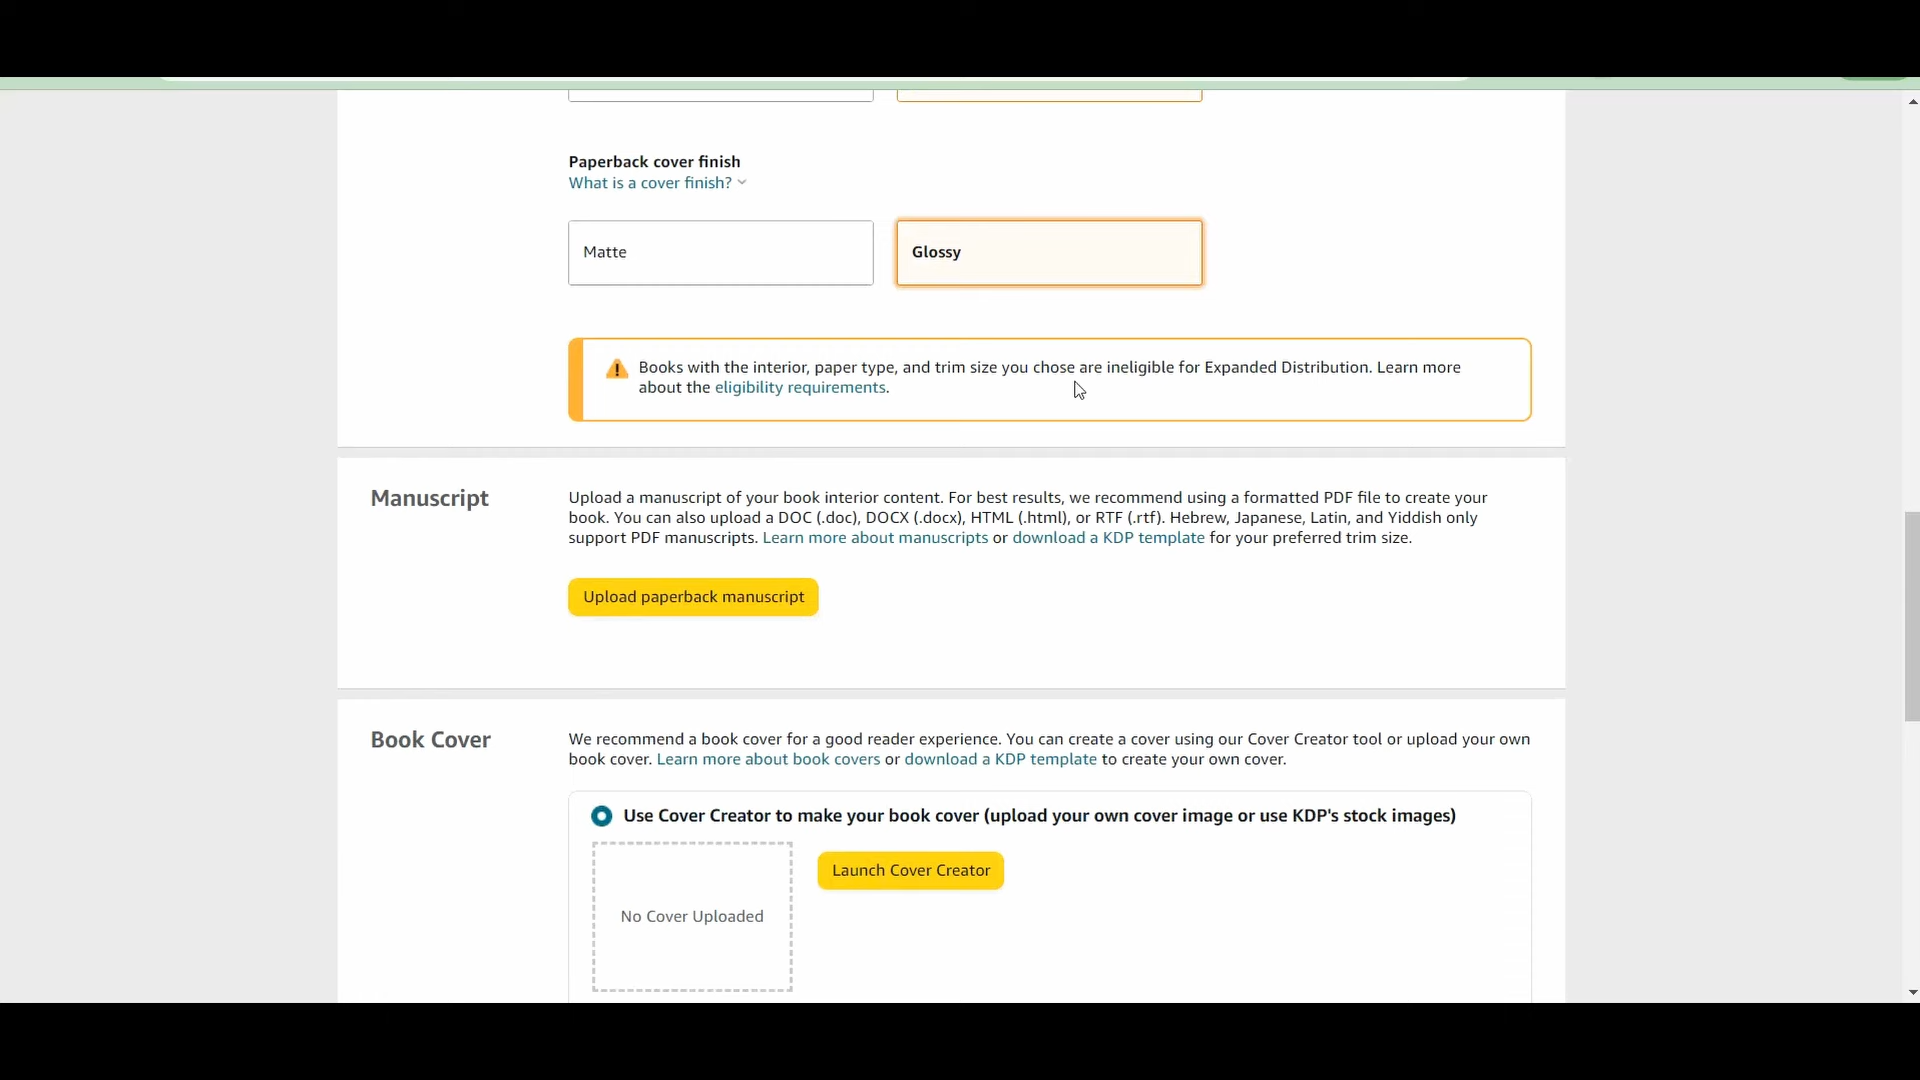 Paperback cover finish
What is a cover finish?
Matte
Glossy
Books with the interior, paper type, and trim size you chose are ineligible for Expanded Distribution. Learn more
about the eligibility requirements.
Manuscript
Upload a manuscript of your book interior content. For best results, we recommend using a formatted PDF file to create your
book. You can also upload a DOC (.doc), DOCX (.docx), HTML (.html), or RTF (.rtf). Hebrew, Japanese, Latin, and Yiddish only
support PDF manuscripts. Learn more about manuscripts or download a KDP template for your preferred trim size.
Upload paperback manuscript
Book Cover
We recommend a book cover for a good reader experience. You can create a cover using our Cover Creator tool or upload your own
book cover. Learn more about book covers or download a KDP template to create your own cover.
Use Cover Creator to make your book cover (upload your own cover image or use KDP's stock images)
Launch Cover Creator
No Cover Uploaded